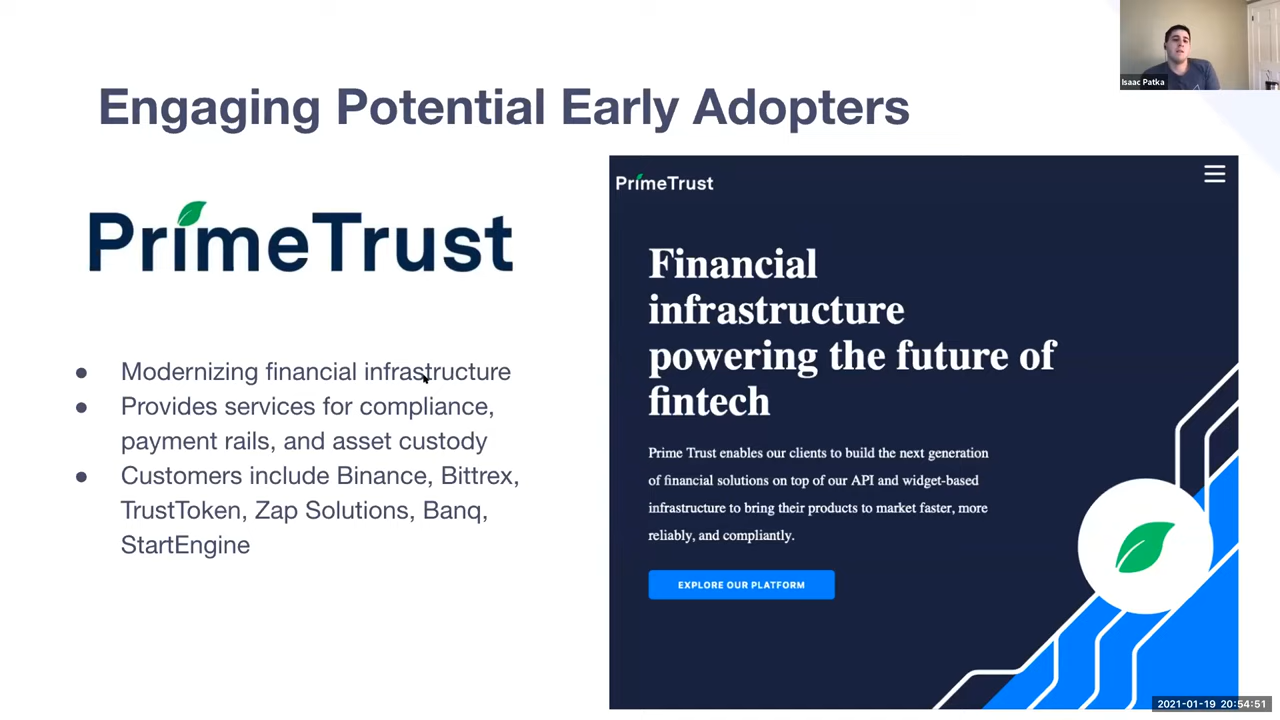 Isaac Patka
Engaging Potential Early Adopters
PrimeTrust
● Modernizing financial infrastructure
● Provides services for compliance,
payment rails, and asset custody
● Customers include Binance, Bittrex,
TrustToken, Zap Solutions, Banq,
StartEngine
PrimeTrust
Financial
infrastructure
powering the future of
fintech
Prime Trust enables our clients to build the next generation
of financial solutions on top of our API and widget-based
infrastructure to bring their products to market faster, more
reliably, and compliantly.
EXPLORE OUR PLATFORM
2021-01-19 20:54:51